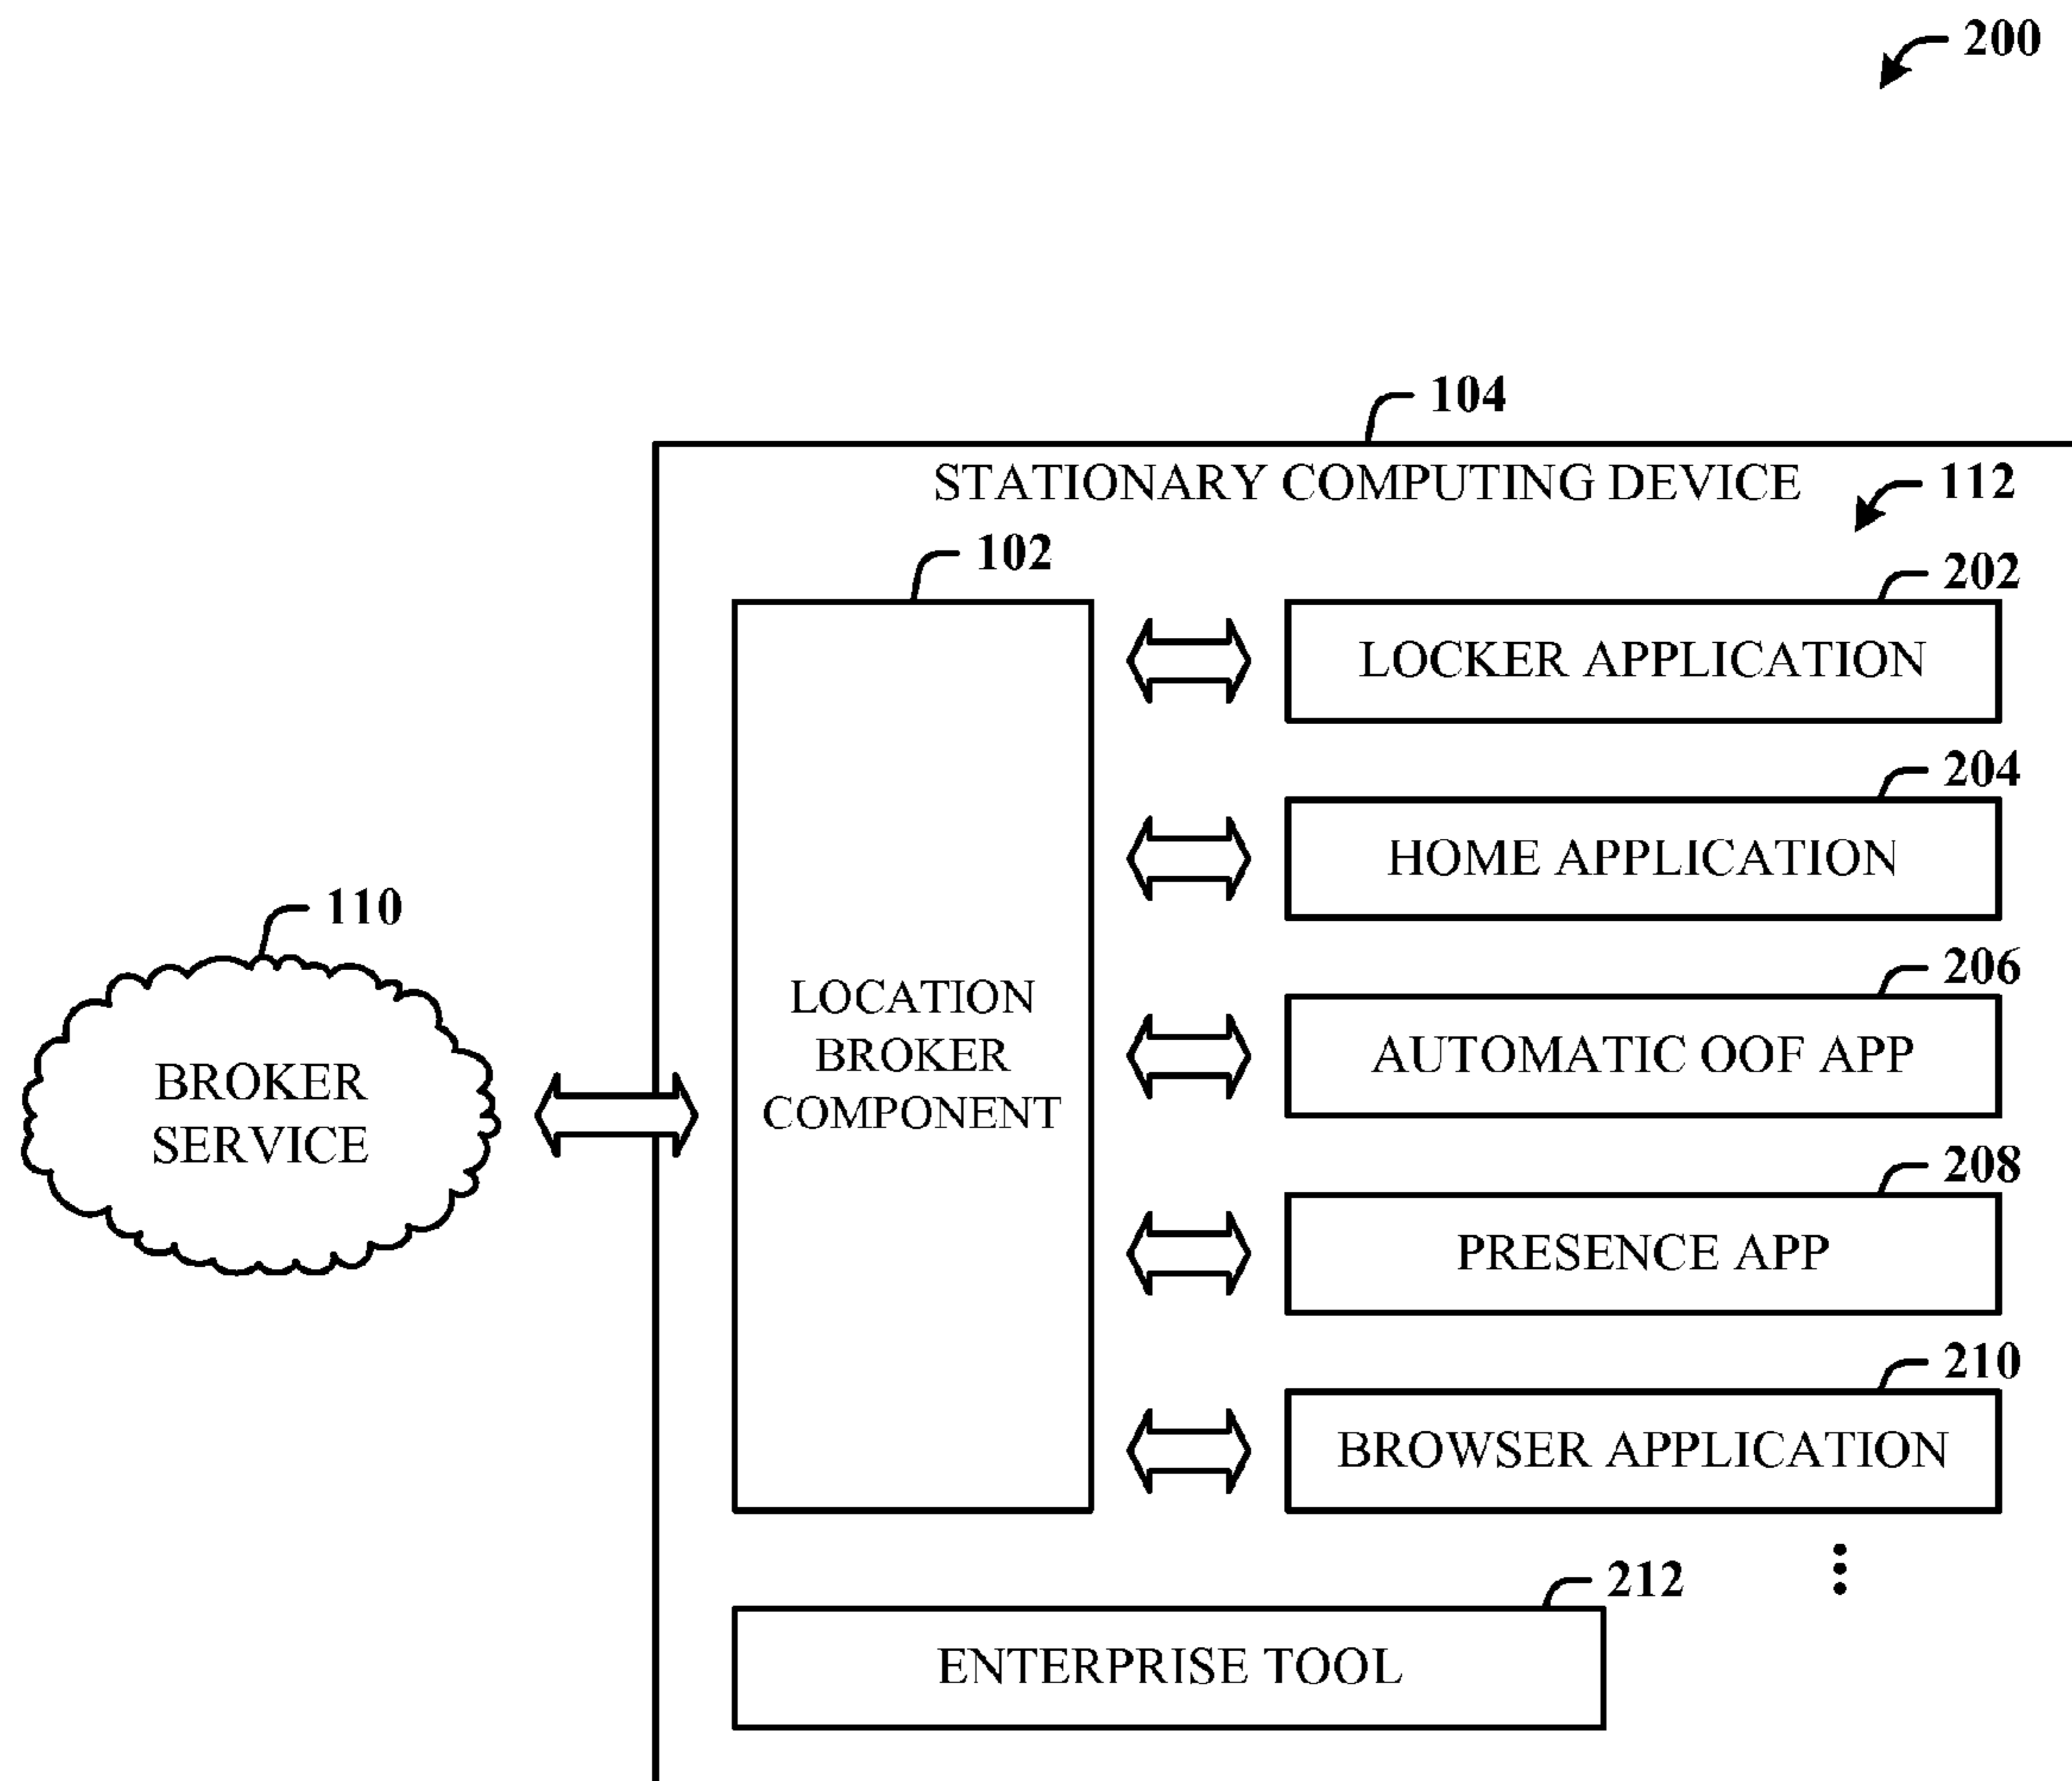 200
104
STATIONARY COMPUTING DEVICE
112
102
202
LOCKER APPLICATION
204
HOME APPLICATION
110
206
LOCATION
BROKER
COMPONENT
AUTOMATIC OOF APP
BROKER
SERVICE
208
PRESENCE APP
210
BROWSER APPLICATION
212
ENTERPRISE TOOL